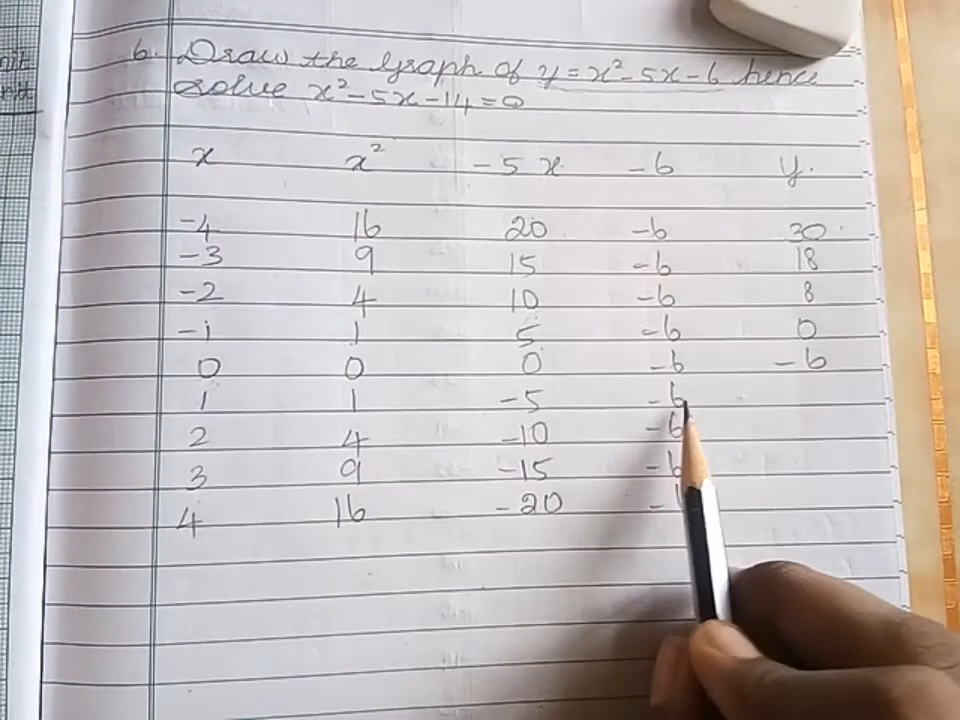 6. Draw the graph of y = x² - 5x - 6 hence
solve x² - 5x - 14 = 0
x x² - 5 x - 6 y
-4 16 20 -6 30
-3 9 15 -6 18
-2 4 10 -6 8
-1 1 5 -6 0
0 0 0 -6 -6
1 1 -5 -6
2 4 -10 -6
3 9 -15 -6
4 16 -20